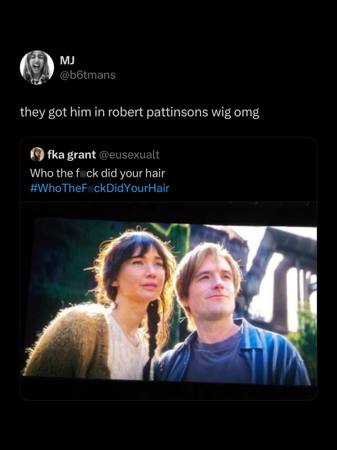 MJ
@b6tmans
they got him in robert pattinsons wig omg
fka grant @eusexualt
Who the f ck did your hair
#WhoTheF ckDidYourHair